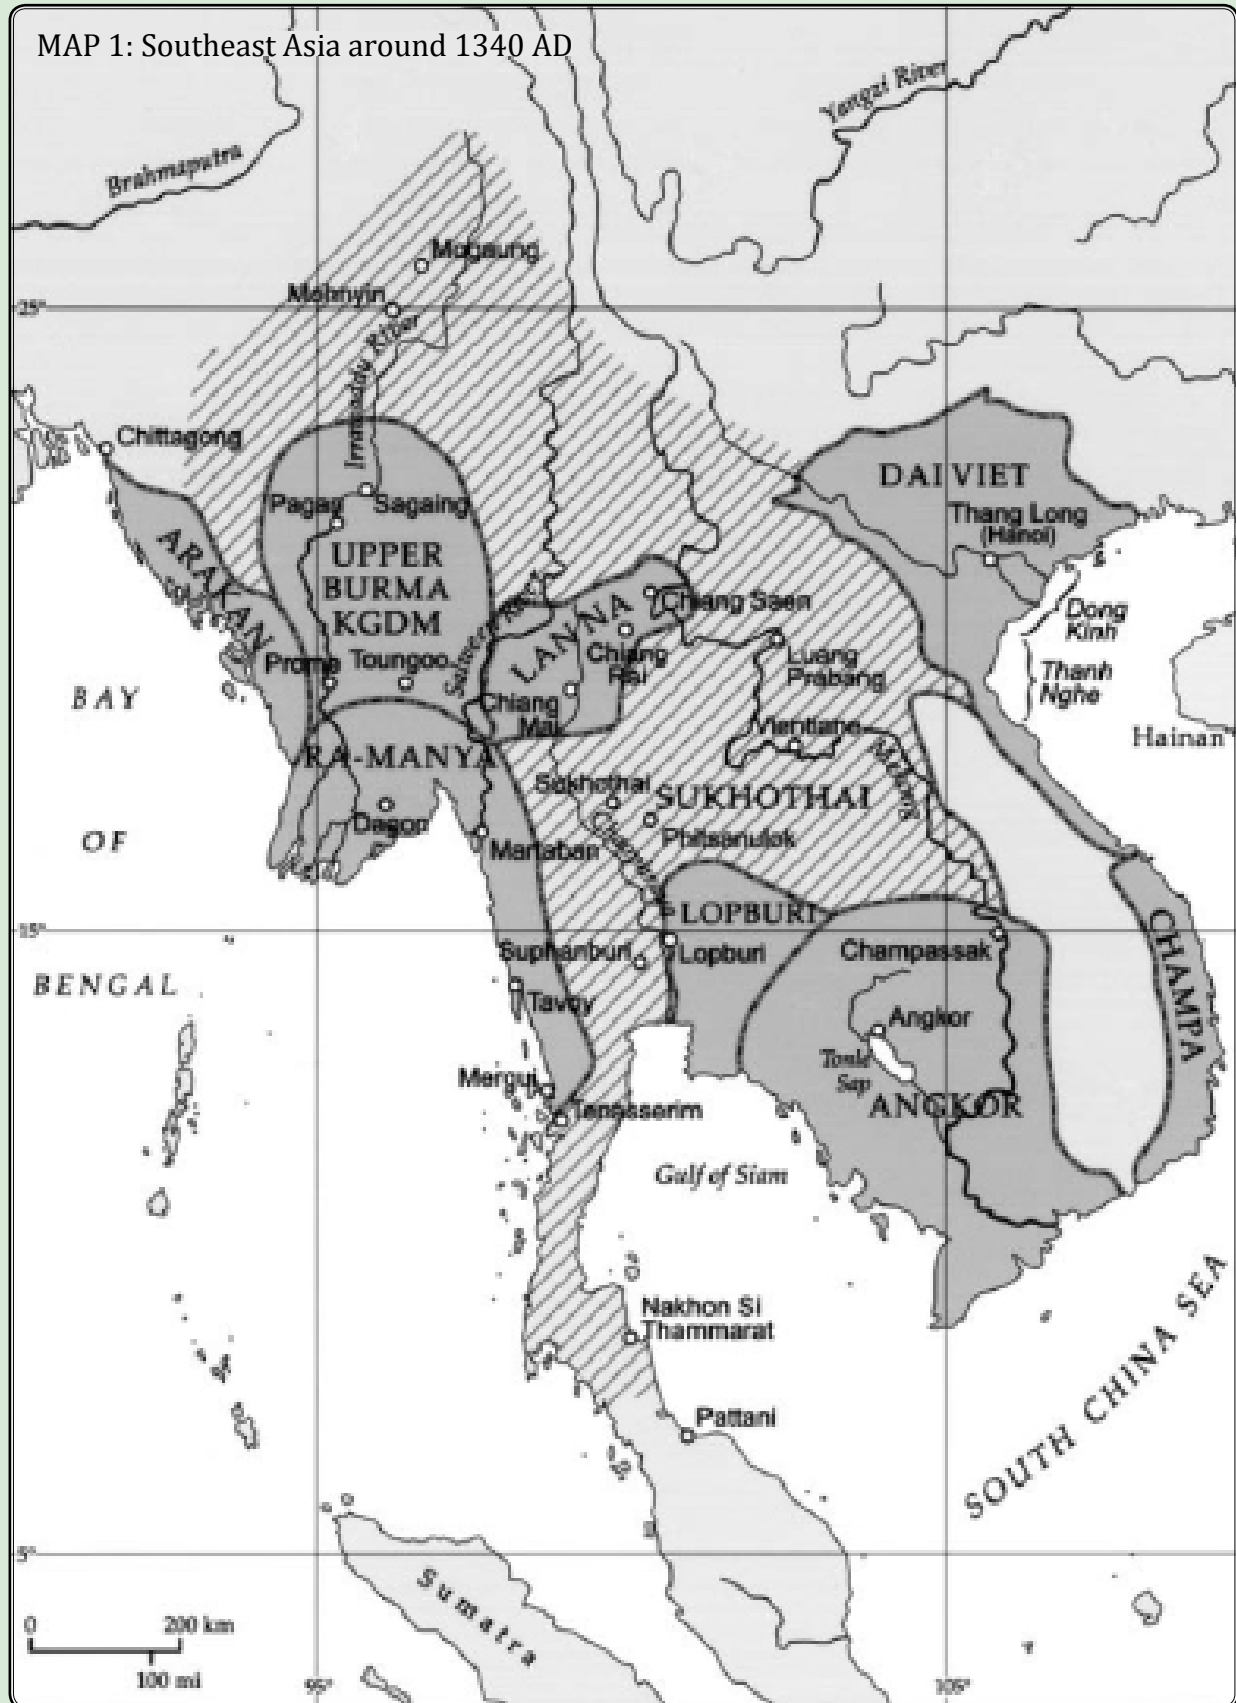 MAP 1: Southeast Asia around 1340 AD
Yangzi River
Brahmaputra
Mogaung
Mohnyin
25°
Irrawaddy River
Chittagong
DAI VIET
Pagan
Sagaing
Thang Long
(Hanoi)
ARAKAN
UPPER
BURMA
KGDM
Chiang Saen
Dong
Kinh
LAN NA
Salween River
Prome
Toungoo
Chiang
Rai
Luang
Prabang
Thanh
Nghe
BAY
Chiang
Mai
Vientiane
Mekong
Hainan
RA-MANYA
Sukhothai
SUKHOTHAI
Dagon
Phitsanulok
OF
Martaban
LOPBURI
15°
CHAMPA
Suphanburi
Lopburi
Champassak
BENGAL
Tavoy
Angkor
Tonle
Sap
Mergui
Tenasserim
ANGKOR
Gulf of Siam
Nakhon Si
Thammarat
SOUTH CHINA SEA
Pattani
5°
Sumatra
0
200 km
100 mi
95°
105°